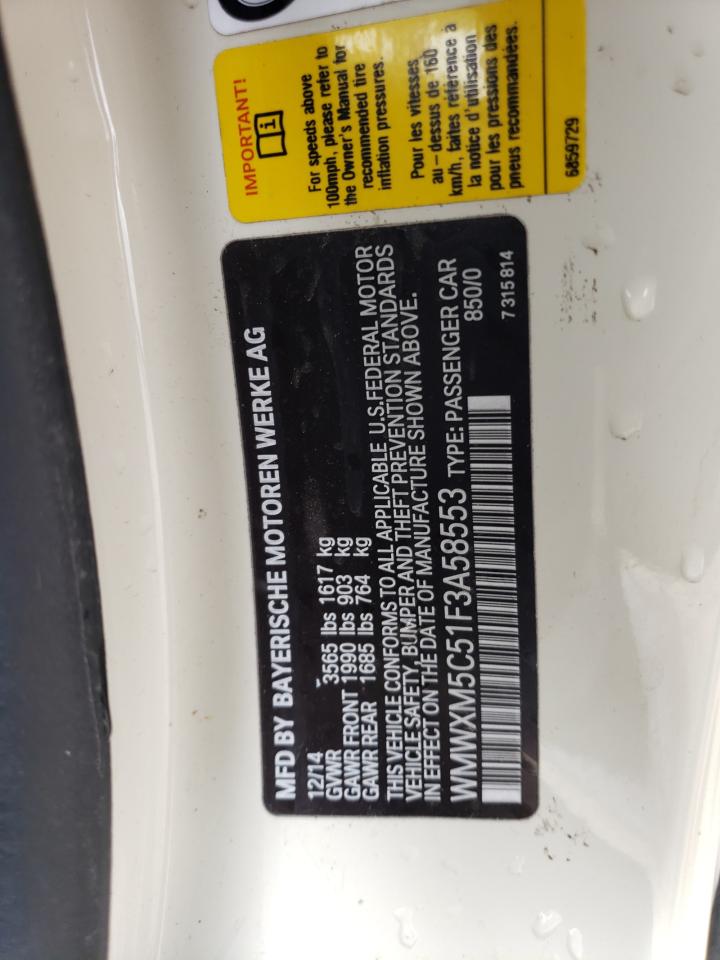 MFD BY BAYERISCHE MOTOREN WERKE AG
12/14
GVWR 3565 lbs 1617 kg
GAWR FRONT 1990 lbs 903 kg
GAWR REAR 1685 lbs 764 kg
THIS VEHICLE CONFORMS TO ALL APPLICABLE U.S.FEDERAL MOTOR
VEHICLE SAFETY, BUMPER AND THEFT PREVENTION STANDARDS
IN EFFECT ON THE DATE OF MANUFACTURE SHOWN ABOVE.
WMWXM5C51F3A58553 TYPE: PASSENGER CAR
850/0
7315814
IMPORTANT!
i
For speeds above
100mph, please refer to
the Owner's Manual for
recommended tire
inflation pressures.
Pour les vitesses
au-dessus de 160
km/h, faites référence à
la notice d'utilisation
pour les pressions des
pneus recommandées.
6859729